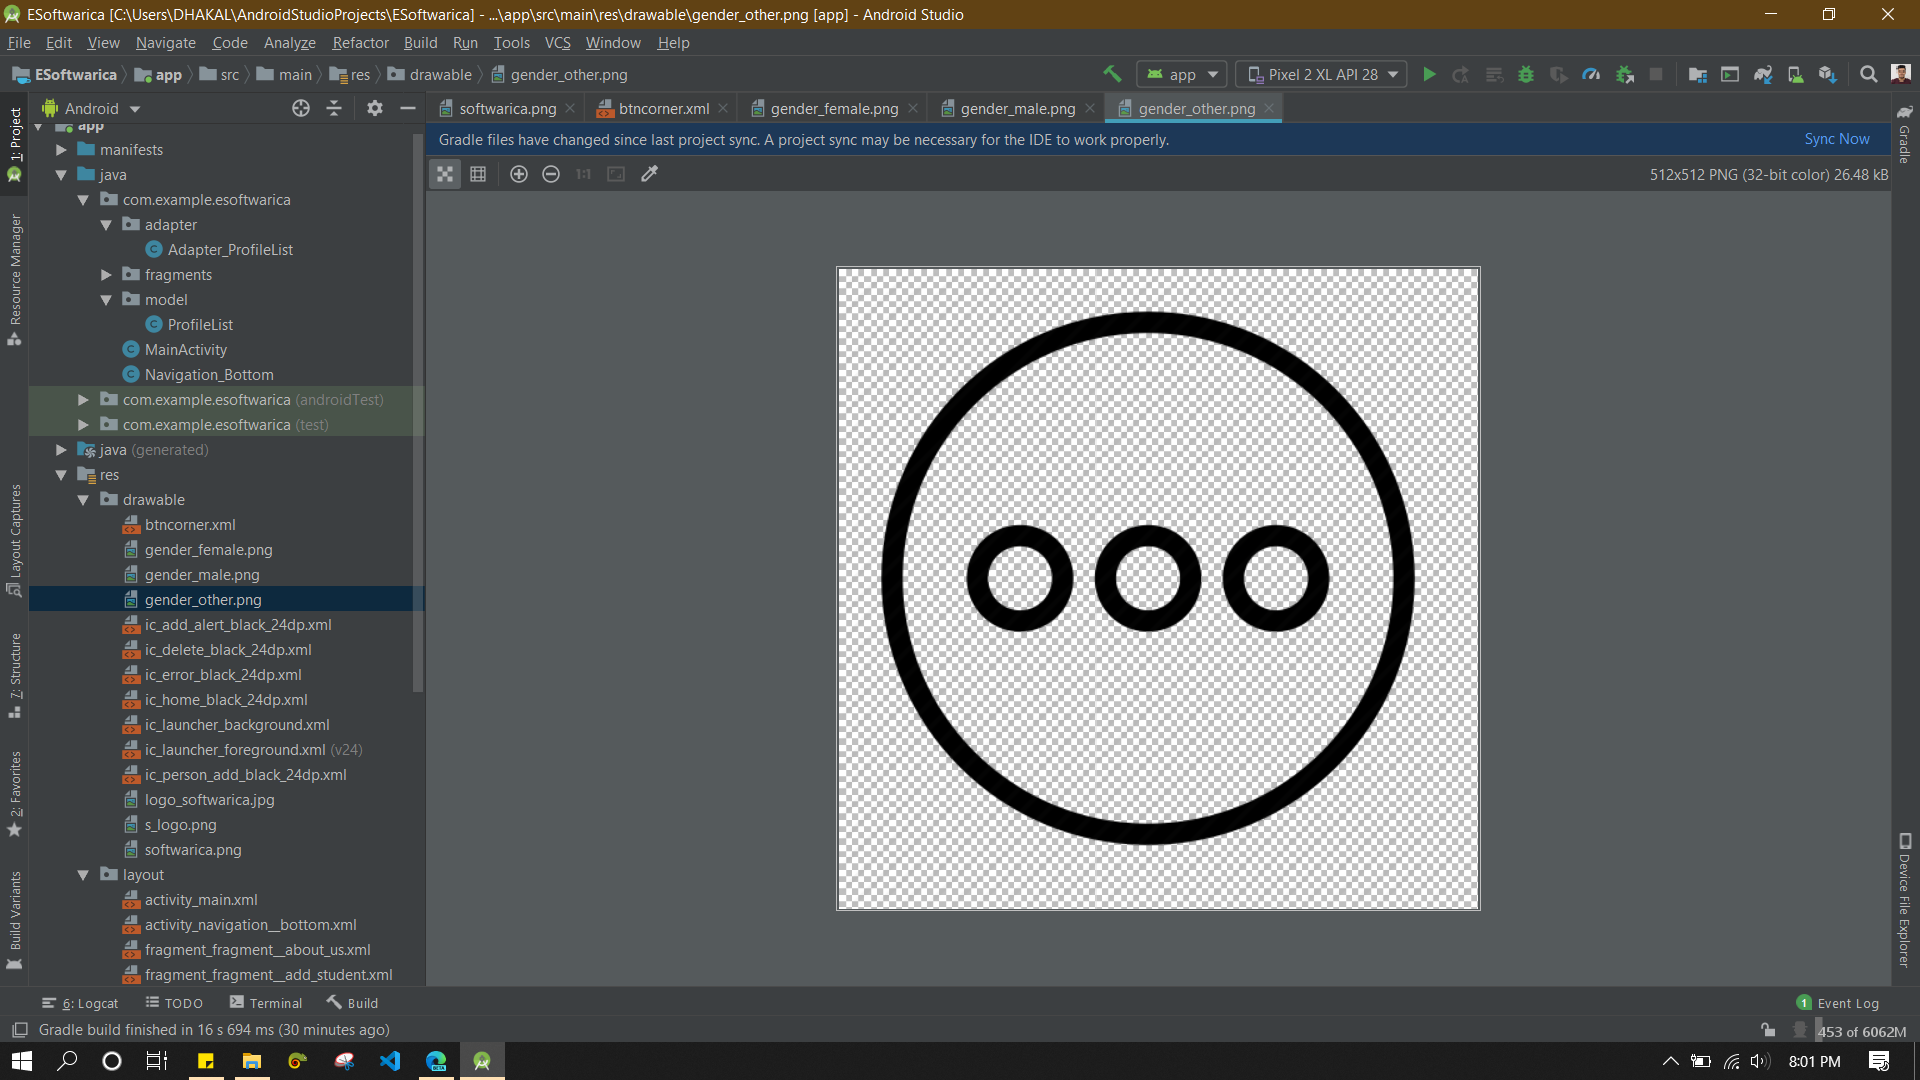 ESoftwarica [C:\Users\DHAKAL\AndroidStudioProjects\ESoftwarica] - ...\app\src\main\res\drawable\gender_other.png [app] - Android Studio
File Edit View Navigate Code Analyze Refactor Build Run Tools VCS Window Help
ESoftwarica app src main res drawable gender_other.png app Pixel 2 XL API 28
Android softwarica.png btncorner.xml gender_female.png gender_male.png gender_other.png
Gradle files have changed since last project sync. A project sync may be necessary for the IDE to work properly. Sync Now
1:1 512x512 PNG (32-bit color) 26.48 kB
app
manifests
java
com.example.esoftwarica
adapter
Adapter_ProfileList
fragments
model
ProfileList
MainActivity
Navigation_Bottom
com.example.esoftwarica (androidTest)
com.example.esoftwarica (test)
java (generated)
res
drawable
btncorner.xml
gender_female.png
gender_male.png
gender_other.png
ic_add_alert_black_24dp.xml
ic_delete_black_24dp.xml
ic_error_black_24dp.xml
ic_home_black_24dp.xml
ic_launcher_background.xml
ic_launcher_foreground.xml (v24)
ic_person_add_black_24dp.xml
logo_softwarica.jpg
s_logo.png
softwarica.png
layout
activity_main.xml
activity_navigation__bottom.xml
fragment_fragment__about_us.xml
fragment_fragment__add_student.xml
1: Project
Resource Manager
Layout Captures
7: Structure
2: Favorites
Build Variants
Gradle
Device File Explorer
6: Logcat TODO Terminal Build 1 Event Log
Gradle build finished in 16 s 694 ms (30 minutes ago) 453 of 6062M
BETA
8:01 PM